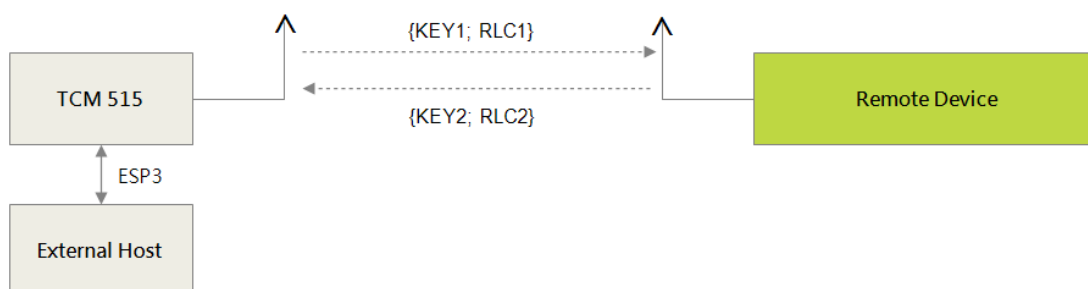 {KEY1; RLC1}
TCM 515
Remote Device
{KEY2; RLC2}
ESP3
External Host